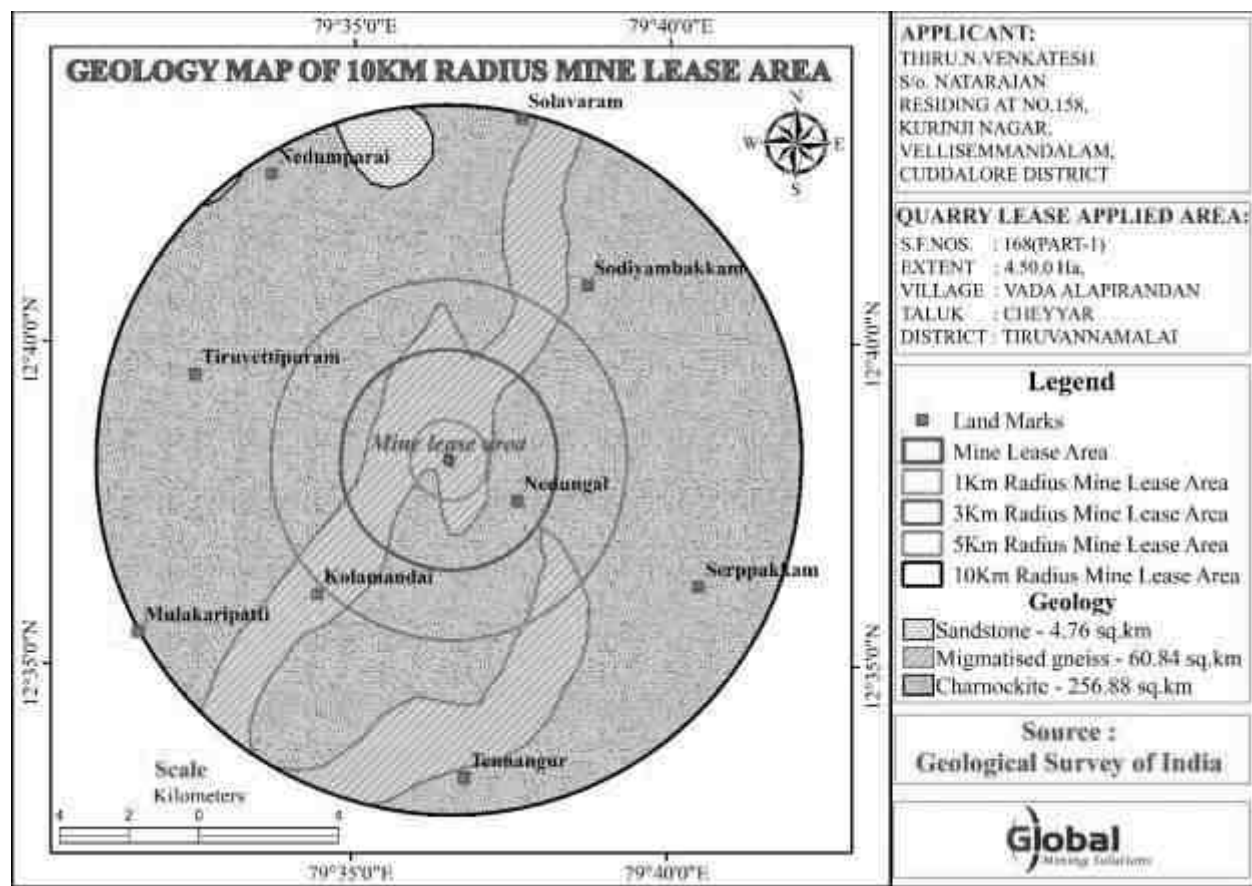 79°35'0"E
79°40'0"E
GEOLOGY MAP OF 10KM RADIUS MINE LEASE AREA
Solavaram
N
W
E
S
Nedumparai
Sodiyambakkam
12°40'0"N
12°40'0"N
Tiruvettipuram
Mine lease area
Nedungal
Kolamandai
Serppakkam
Mulakaripatti
12°35'0"N
12°35'0"N
Tennangur
Scale
Kilometers
4 2 0 4
79°35'0"E
79°40'0"E
APPLICANT:
THIRU.N.VENKATESH
S/o. NATARAJAN
RESIDING AT NO.158,
KURINJI NAGAR,
VELLISEMMANDALAM,
CUDDALORE DISTRICT
QUARRY LEASE APPLIED AREA:
S.F.NOS. : 168(PART-1)
EXTENT : 4.50.0 Ha,
VILLAGE : VADA ALAPIRANDAN
TALUK : CHEYYAR
DISTRICT : TIRUVANNAMALAI
Legend
Land Marks
Mine Lease Area
1Km Radius Mine Lease Area
3Km Radius Mine Lease Area
5Km Radius Mine Lease Area
10Km Radius Mine Lease Area
Geology
Sandstone - 4.76 sq.km
Migmatised gneiss - 60.84 sq.km
Charnockite - 256.88 sq.km
Source :
Geological Survey of India
Global
Mining Solutions